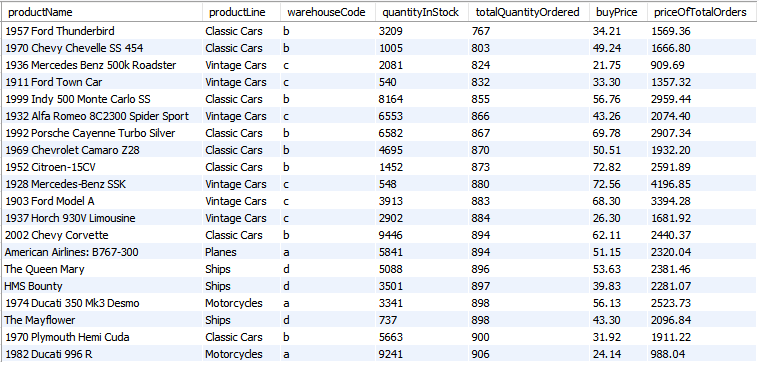 productName productLine warehouseCode quantityInStock totalQuantityOrdered buyPrice priceOfTotalOrders
1957 Ford Thunderbird Classic Cars b 3209 767 34.21 1569.36
1970 Chevy Chevelle SS 454 Classic Cars b 1005 803 49.24 1666.80
1936 Mercedes Benz 500k Roadster Vintage Cars c 2081 824 21.75 909.69
1911 Ford Town Car Vintage Cars c 540 832 33.30 1357.32
1999 Indy 500 Monte Carlo SS Classic Cars b 8164 855 56.76 2959.44
1932 Alfa Romeo 8C2300 Spider Sport Vintage Cars c 6553 866 43.26 2074.40
1992 Porsche Cayenne Turbo Silver Classic Cars b 6582 867 69.78 2907.34
1969 Chevrolet Camaro Z28 Classic Cars b 4695 870 50.51 1932.20
1952 Citroen-15CV Classic Cars b 1452 873 72.82 2591.89
1928 Mercedes-Benz SSK Vintage Cars c 548 880 72.56 4196.85
1903 Ford Model A Vintage Cars c 3913 883 68.30 3394.28
1937 Horch 930V Limousine Vintage Cars c 2902 884 26.30 1681.92
2002 Chevy Corvette Classic Cars b 9446 894 62.11 2440.37
American Airlines: B767-300 Planes a 5841 894 51.15 2320.04
The Queen Mary Ships d 5088 896 53.63 2381.46
HMS Bounty Ships d 3501 897 39.83 2281.07
1974 Ducati 350 Mk3 Desmo Motorcycles a 3341 898 56.13 2523.73
The Mayflower Ships d 737 898 43.30 2096.84
1970 Plymouth Hemi Cuda Classic Cars b 5663 900 31.92 1911.22
1982 Ducati 996 R Motorcycles a 9241 906 24.14 988.04